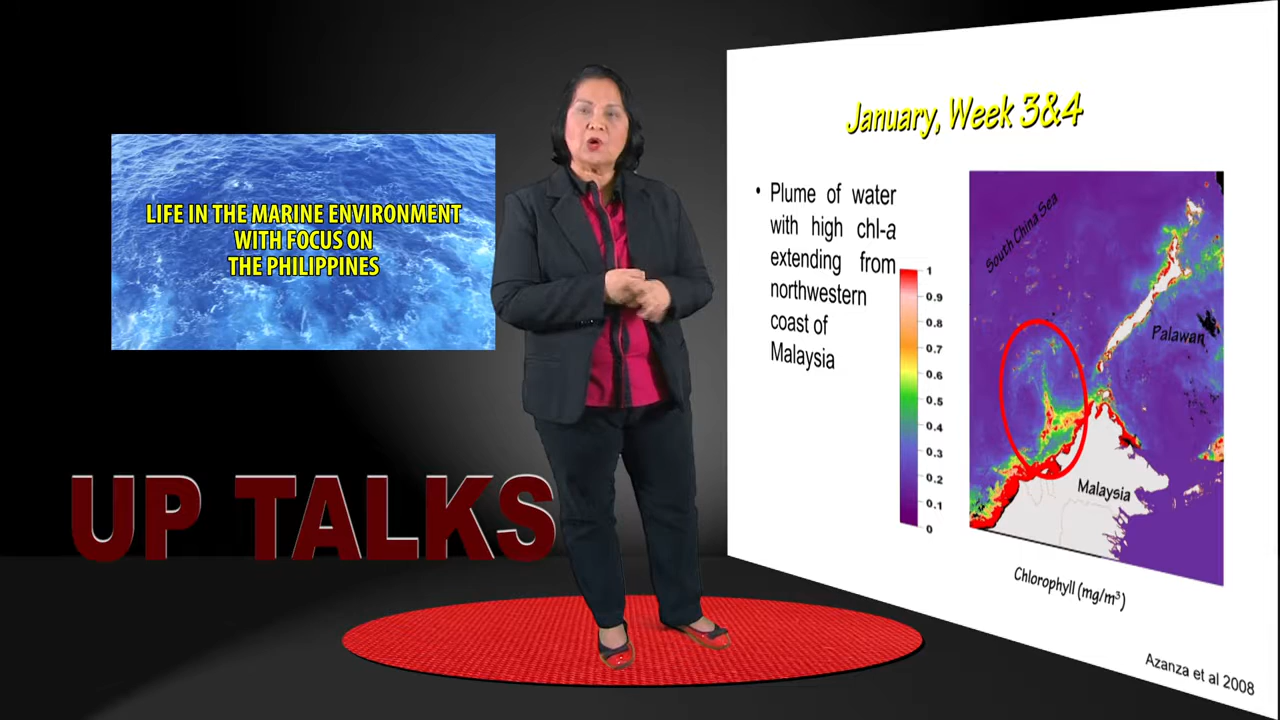 LIFE IN THE MARINE ENVIRONMENT
WITH FOCUS ON
THE PHILIPPINES
UP TALKS
January, Week 3&4
• Plume of water
with high chl-a
extending from
northwestern
coast of
Malaysia
1
0.9
0.8
0.7
0.6
0.5
0.4
0.3
0.2
0.1
0
South China Sea
Palawan
Malaysia
Chlorophyll (mg/m³)
Azanza et al 2008